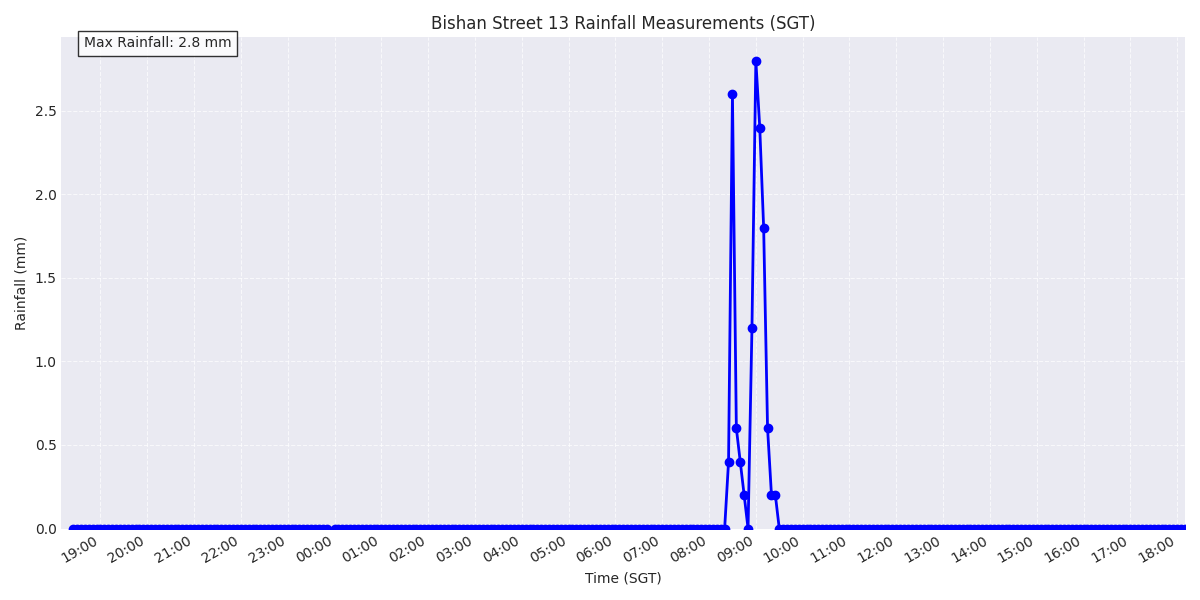 Bishan Street 13 Rainfall Measurements (SGT)
Max Rainfall: 2.8 mm
Rainfall (mm)
2.5
2.0
1.5
1.0
0.5
0.0
19:00 20:00 21:00 22:00 23:00 00:00 01:00 02:00 03:00 04:00 05:00 06:00 07:00 08:00 09:00 10:00 11:00 12:00 13:00 14:00 15:00 16:00 17:00 18:00
Time (SGT)